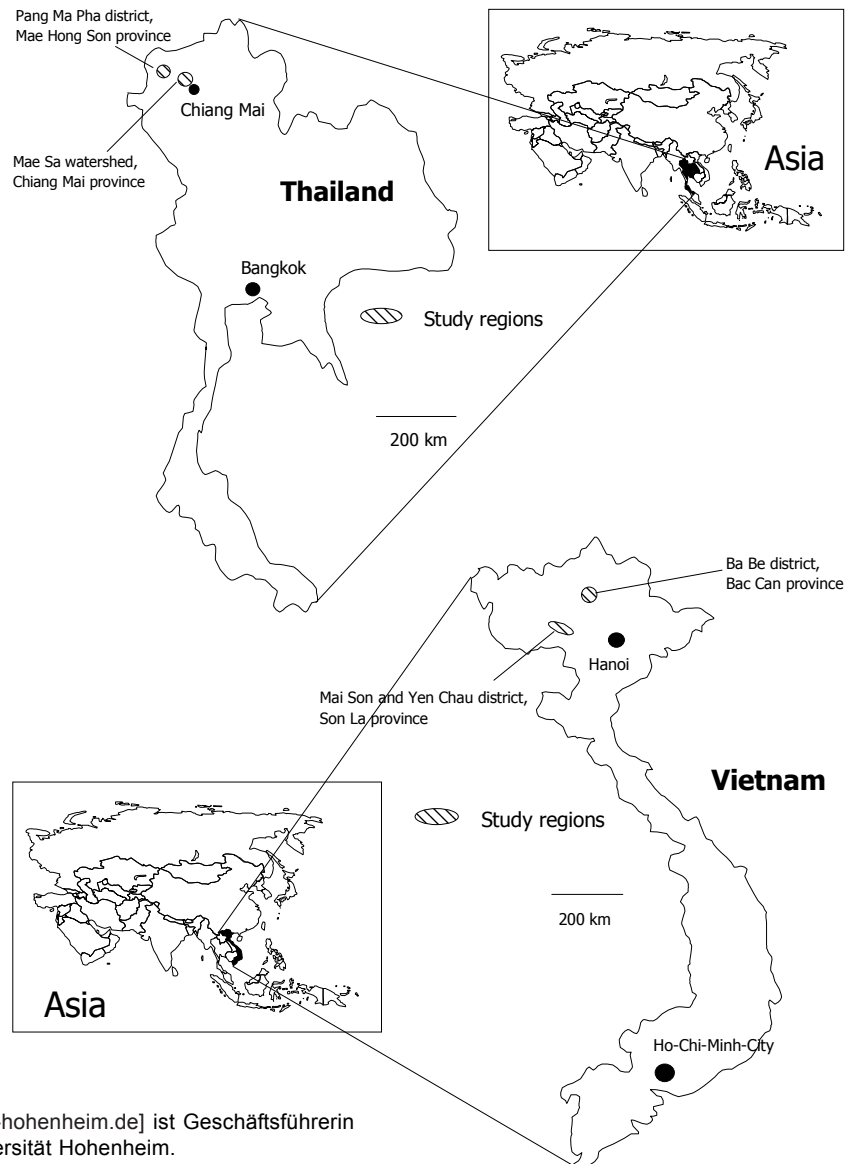 Pang Ma Pha district,
Mae Hong Son province
Chiang Mai
Mae Sa watershed,
Chiang Mai province
Thailand
Asia
Bangkok
Study regions
200 km
Ba Be district,
Bac Can province
Hanoi
Mai Son and Yen Chau district,
Son La province
Vietnam
Study regions
200 km
Asia
Ho-Chi-Minh-City
-hohenheim.de] ist Geschäftsführerin
ersität Hohenheim.